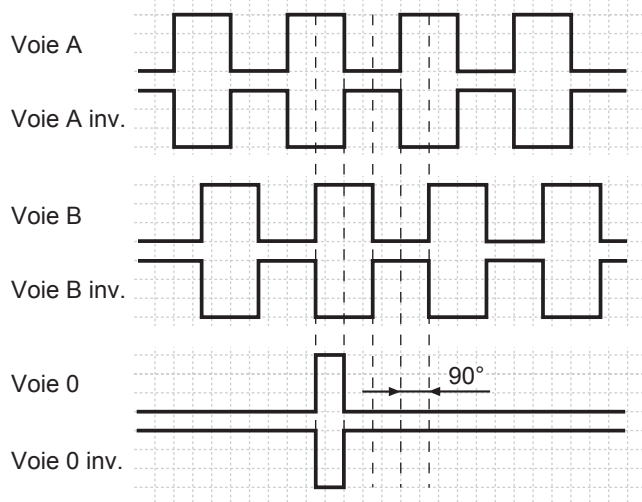 Voie A
Voie A inv.
Voie B
Voie B inv.
Voie 0
90°
Voie 0 inv.